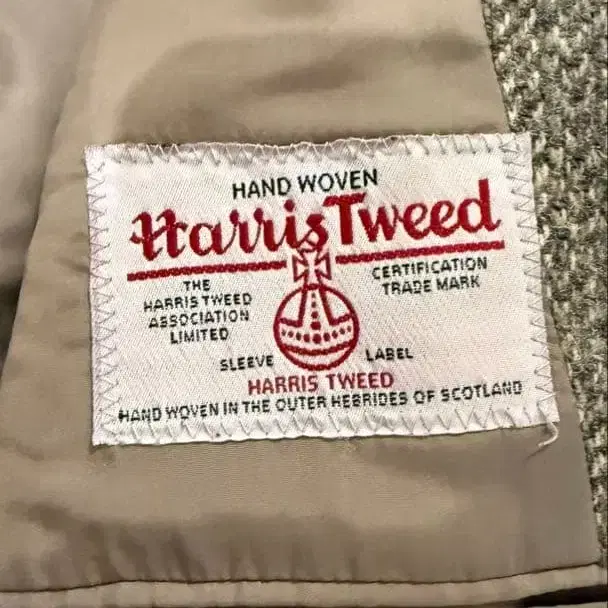 HAND WOVEN
Harris Tweed
THE
HARRIS TWEED
ASSOCIATION
LIMITED
CERTIFICATION
TRADE MARK
SLEEVE LABEL
HARRIS TWEED
HAND WOVEN IN THE OUTER HEBRIDES OF SCOTLAND